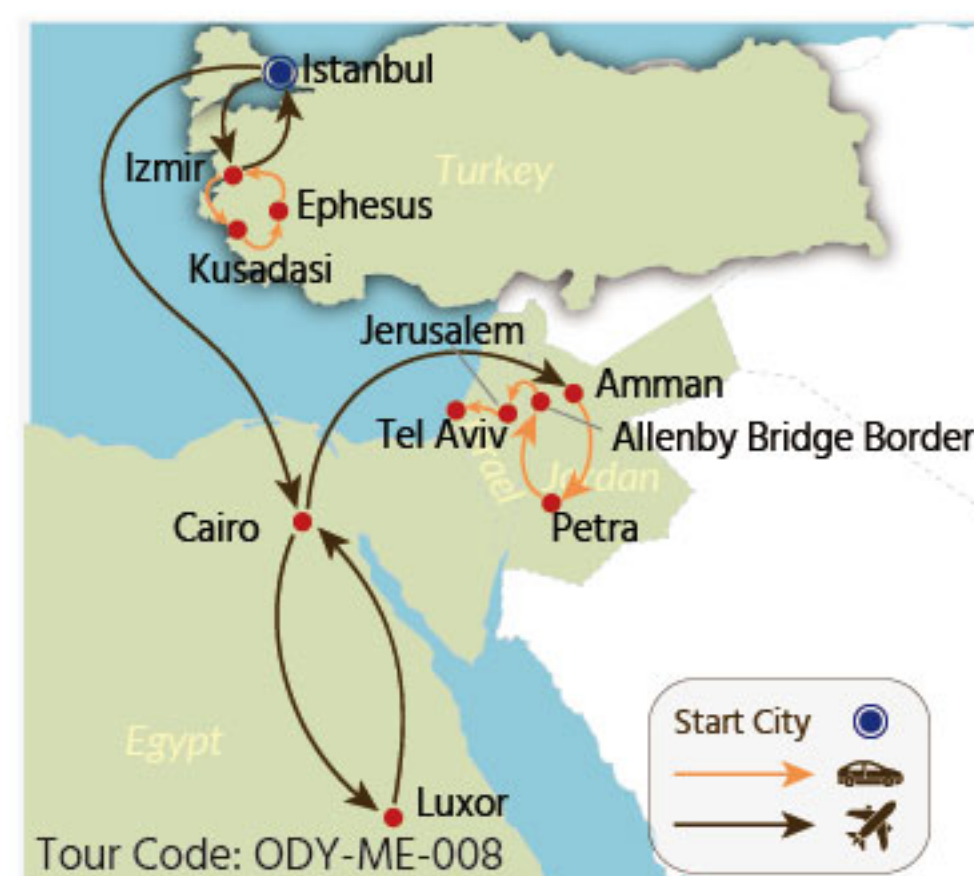 Istanbul
Izmir
Turkey
Ephesus
Kusadasi
Jerusalem
Amman
Tel Aviv
Allenby Bridge Border
Israel
Jordan
Petra
Cairo
Start City
Egypt
Luxor
Tour Code: ODY-ME-008